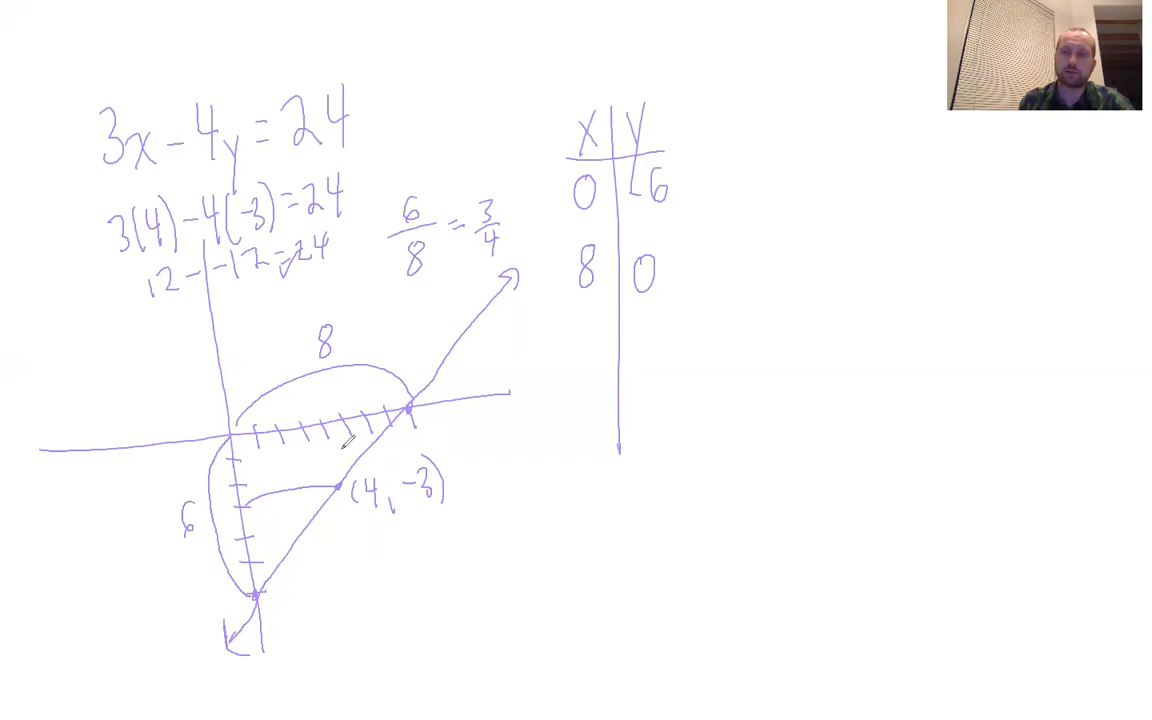 3x - 4y = 24
3(4) - 4(-3) = 24
12 - -12 = 24
6/8 = 3/4
x | y
0 | -6
8 | 0
8
6
(4, -3)